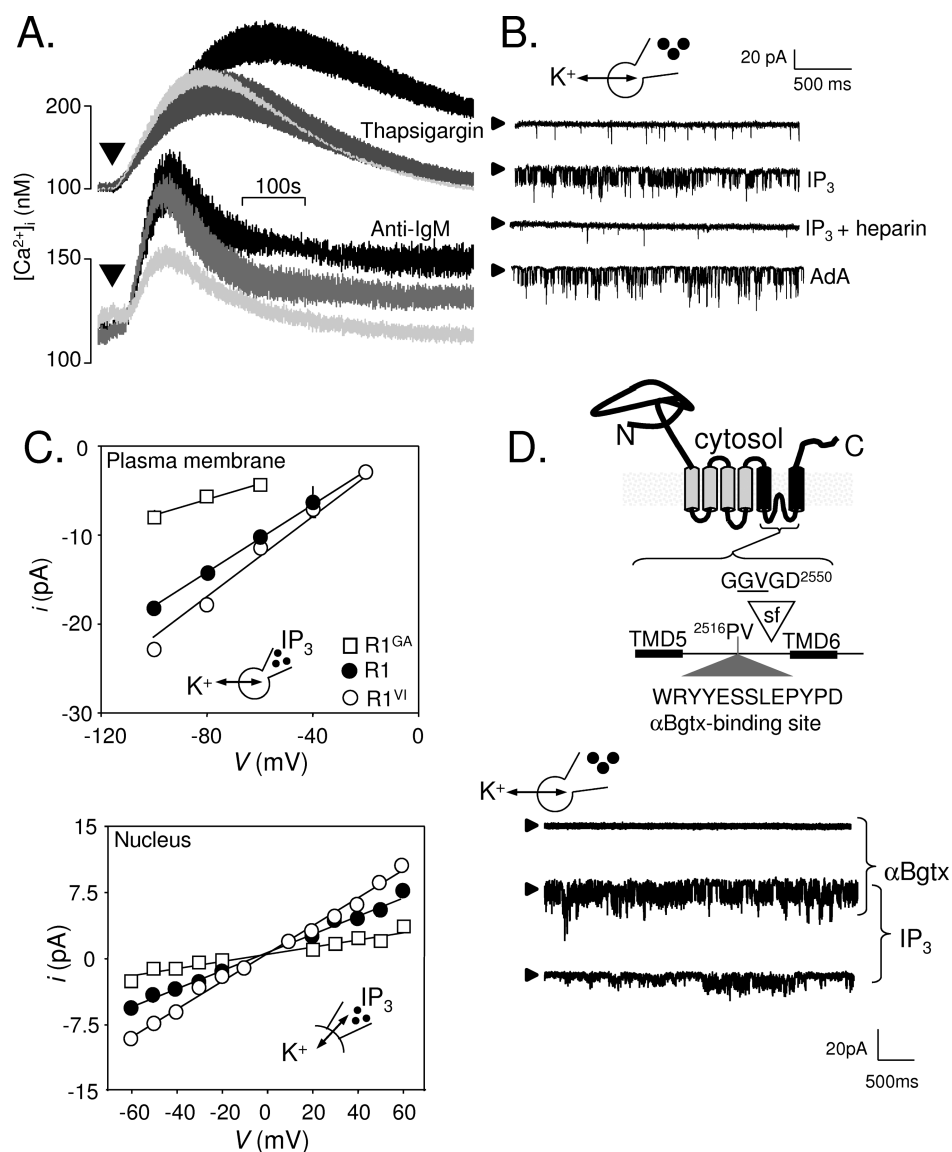 A.
200
Thapsigargin
100
100s
[Ca²⁺]ᵢ (nM)
Anti-IgM
150
100
B.
K⁺
20 pA
500 ms
IP₃
IP₃ + heparin
AdA
C.
Plasma membrane
0
-10
-20
-30
i (pA)
IP₃
K⁺
R1ᴳᴬ
R1
R1ⱽᴵ
-120 -80 -40 0
V (mV)
Nucleus
15
7.5
0
-7.5
-15
i (pA)
IP₃
K⁺
-60 -40 -20 0 20 40 60
V (mV)
D.
N
cytosol
C
GGVGD²⁵⁵⁰
sf
²⁵¹⁶PV
TMD5
TMD6
WRYYESSLEPYPD
αBgtx-binding site
K⁺
αBgtx
IP₃
20pA
500ms